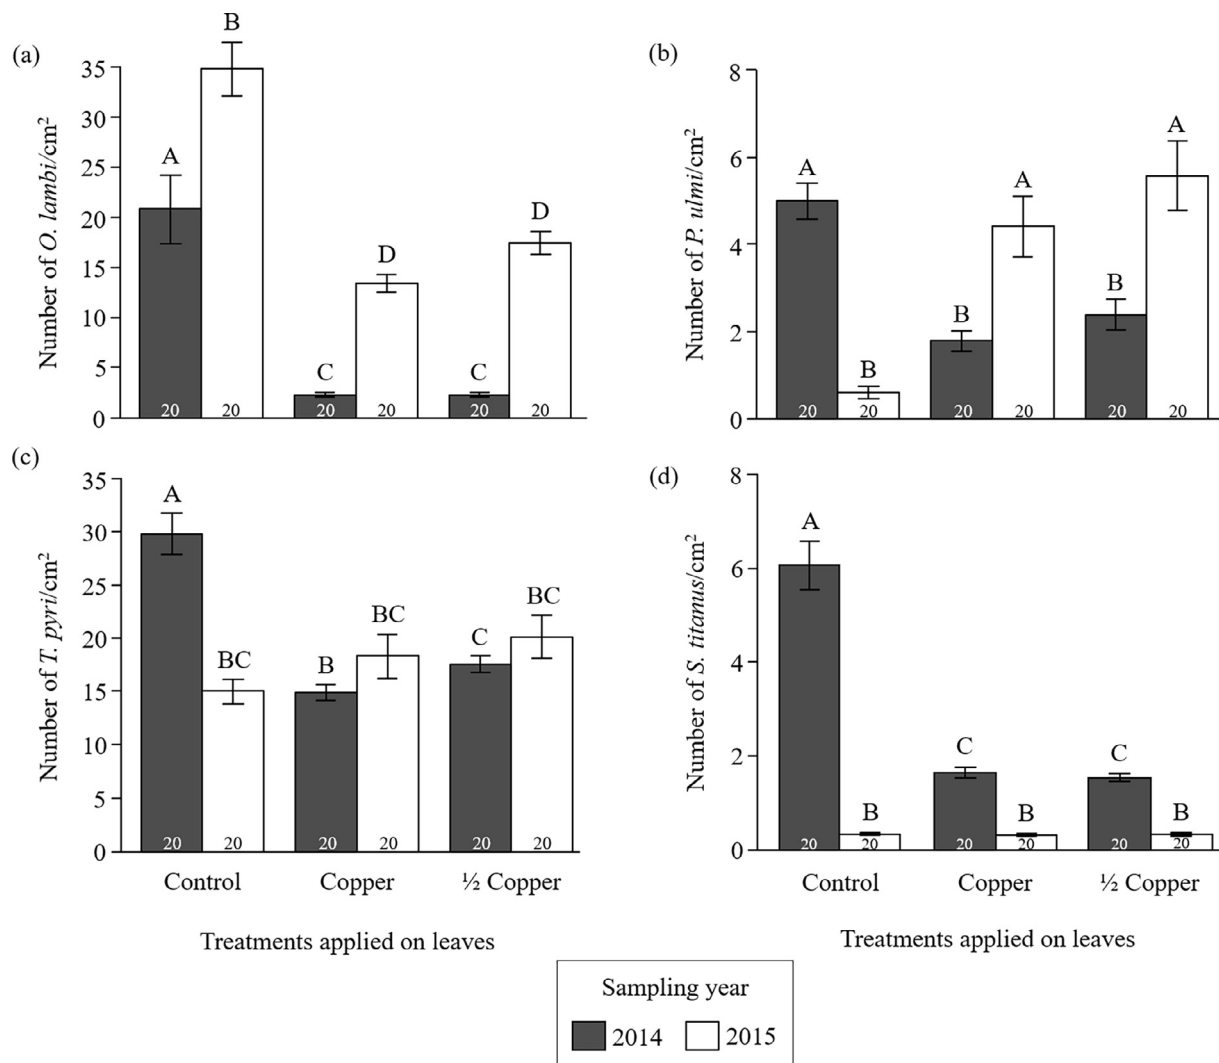 (a)
Number of O. lambi/cm²
35
30
25
20
15
10
5
0
A
B
C
D
C
D
20
20
20
20
20
20
(b)
Number of P. ulmi/cm²
8
6
4
2
0
A
B
B
A
B
A
20
20
20
20
20
20
(c)
Number of T. pyri/cm²
35
30
25
20
15
10
5
0
A
BC
B
BC
C
BC
20
20
20
20
20
20
Control
Copper
½ Copper
Treatments applied on leaves
(d)
Number of S. titanus/cm²
8
6
4
2
0
A
B
C
B
C
B
20
20
20
20
20
20
Control
Copper
½ Copper
Treatments applied on leaves
Sampling year
2014
2015